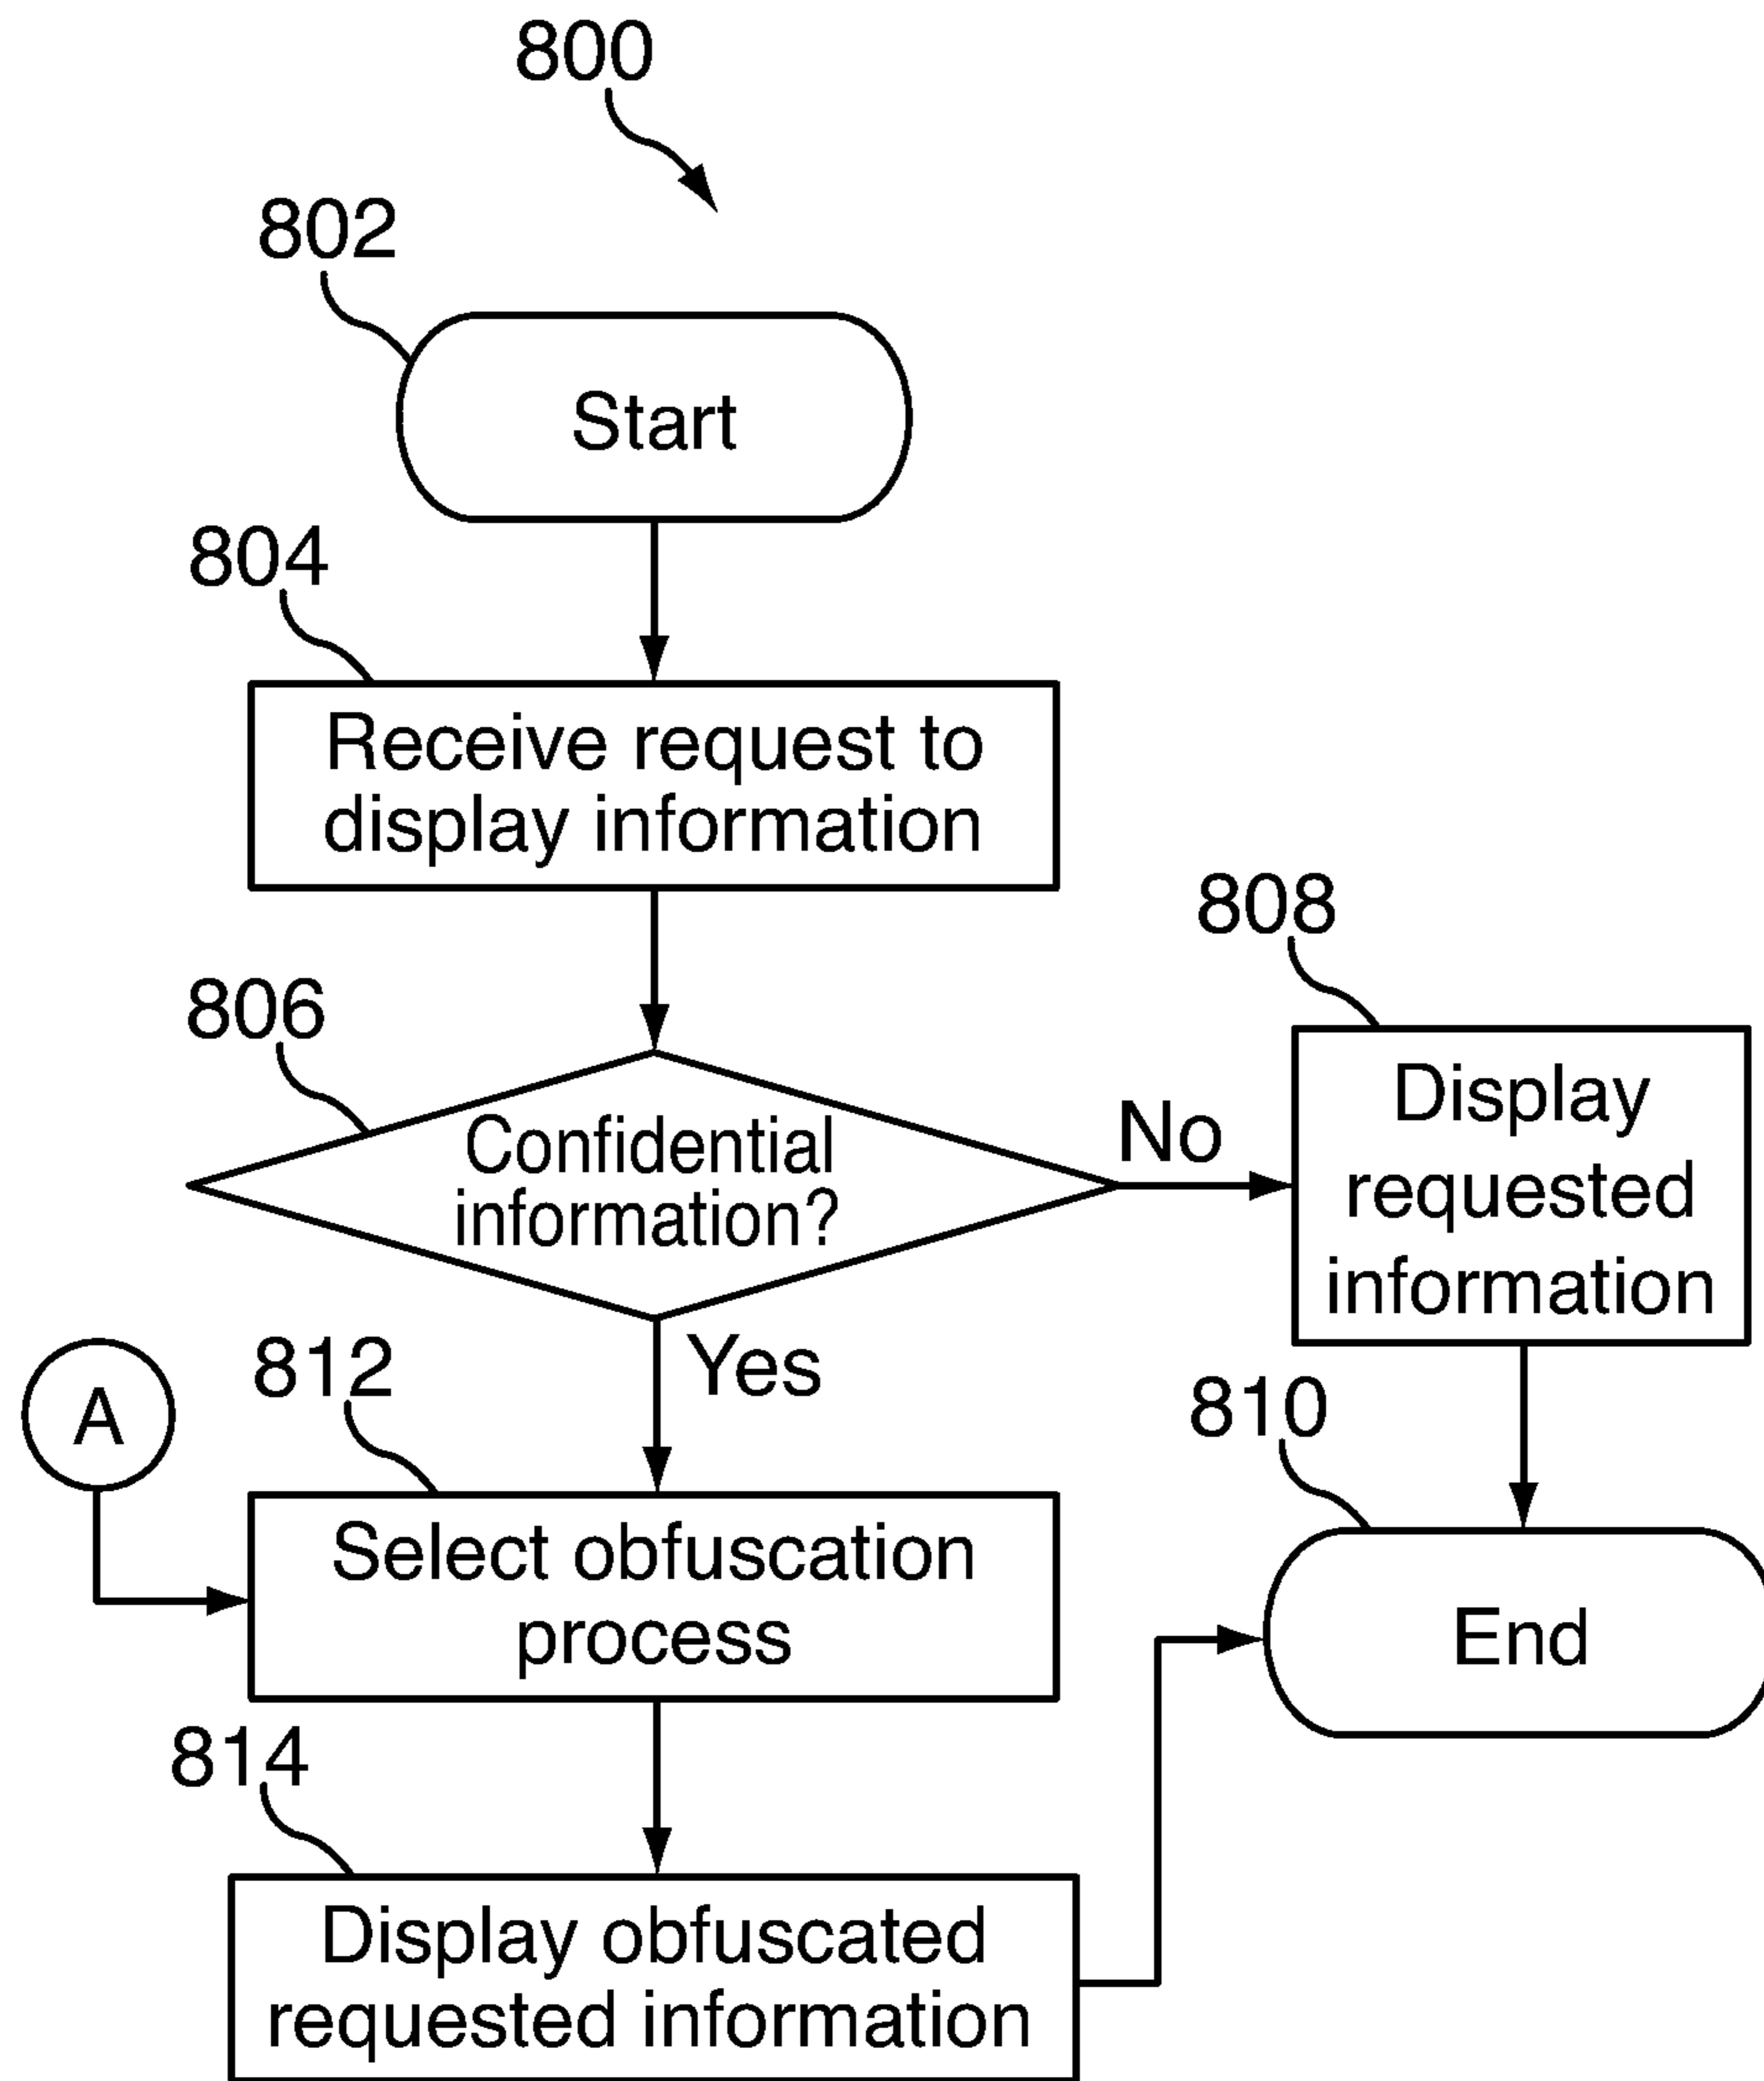 800
802
Start
804
Receive request to
display information
806
Confidential
information?
No
808
Display
requested
information
Yes
A
812
Select obfuscation
process
810
End
814
Display obfuscated
requested information